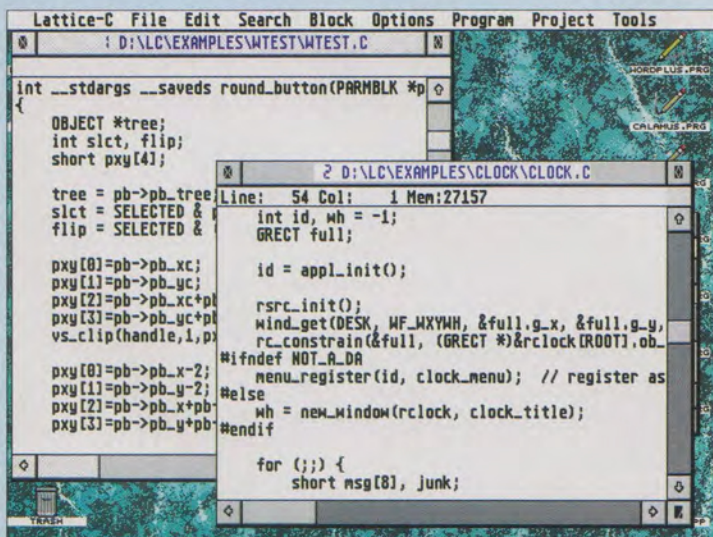 Lattice-C File Edit Search Block Options Program Project Tools
D:\LC\EXAMPLES\WTEST\WTEST.C
int __stdargs __saveds round_button(PARMBLK *p
{
OBJECT *tree;
int slct, flip;
short pxy[4];
tree = pb->pb_tree;
slct = SELECTED &
flip = SELECTED &
pxy[0]=pb->pb_xc;
pxy[1]=pb->pb_yc;
pxy[2]=pb->pb_xc+pb
pxy[3]=pb->pb_yc+pb
vs_clip(handle,1,px
pxy[0]=pb->pb_x-2;
pxy[1]=pb->pb_y-2;
pxy[2]=pb->pb_x+pb-
pxy[3]=pb->pb_y+pb-
2 D:\LC\EXAMPLES\CLOCK\CLOCK.C
Line: 54 Col: 1 Mem:27157
int id, wh = -1;
GRECT full;
id = appl_init();
rsrc_init();
wind_get(DESK, WF_WXYWH, &full.g_x, &full.g_y,
rc_constrain(&full, (GRECT *)&rclock[ROOT].ob_
#ifndef NOT_A_DA
menu_register(id, clock_menu); // register as
#else
wh = new_window(rclock, clock_title);
#endif
for (;;) {
short msg[8], junk;
WORDPLUS.PRG
CALAMUS.PRG
RG
TRASH
PP